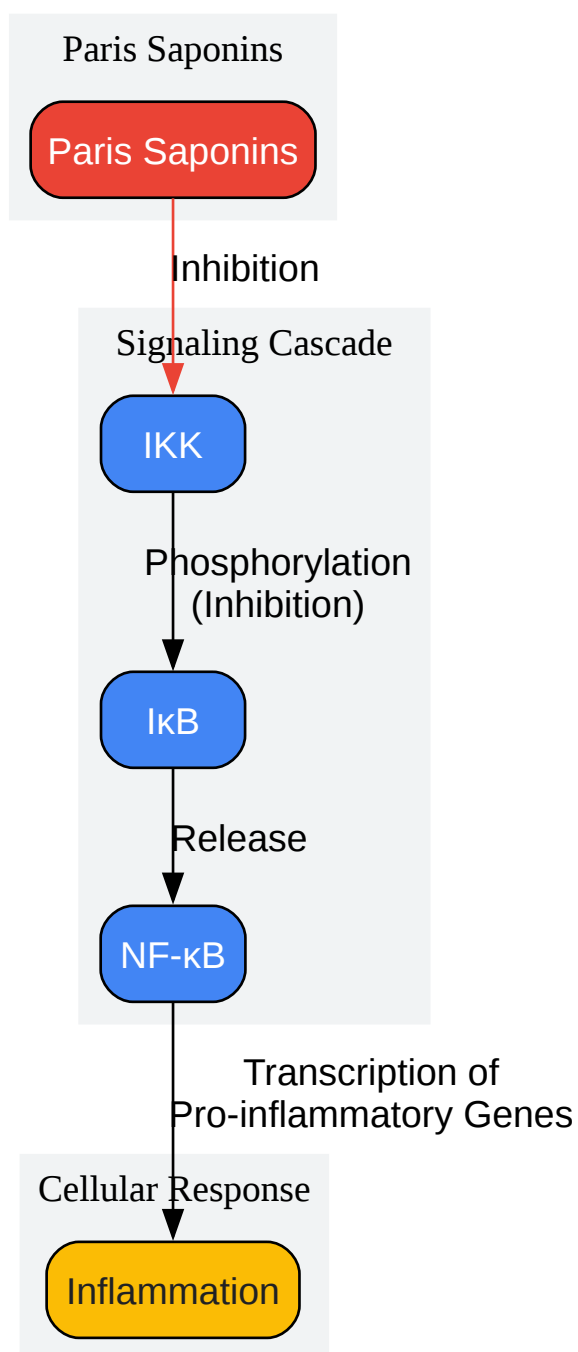 Paris Saponins
Paris Saponins
Inhibition
Signaling Cascade
IKK
Phosphorylation
(Inhibition)
IκB
Release
NF-κB
Transcription of
Pro-inflammatory Genes
Cellular Response
Inflammation